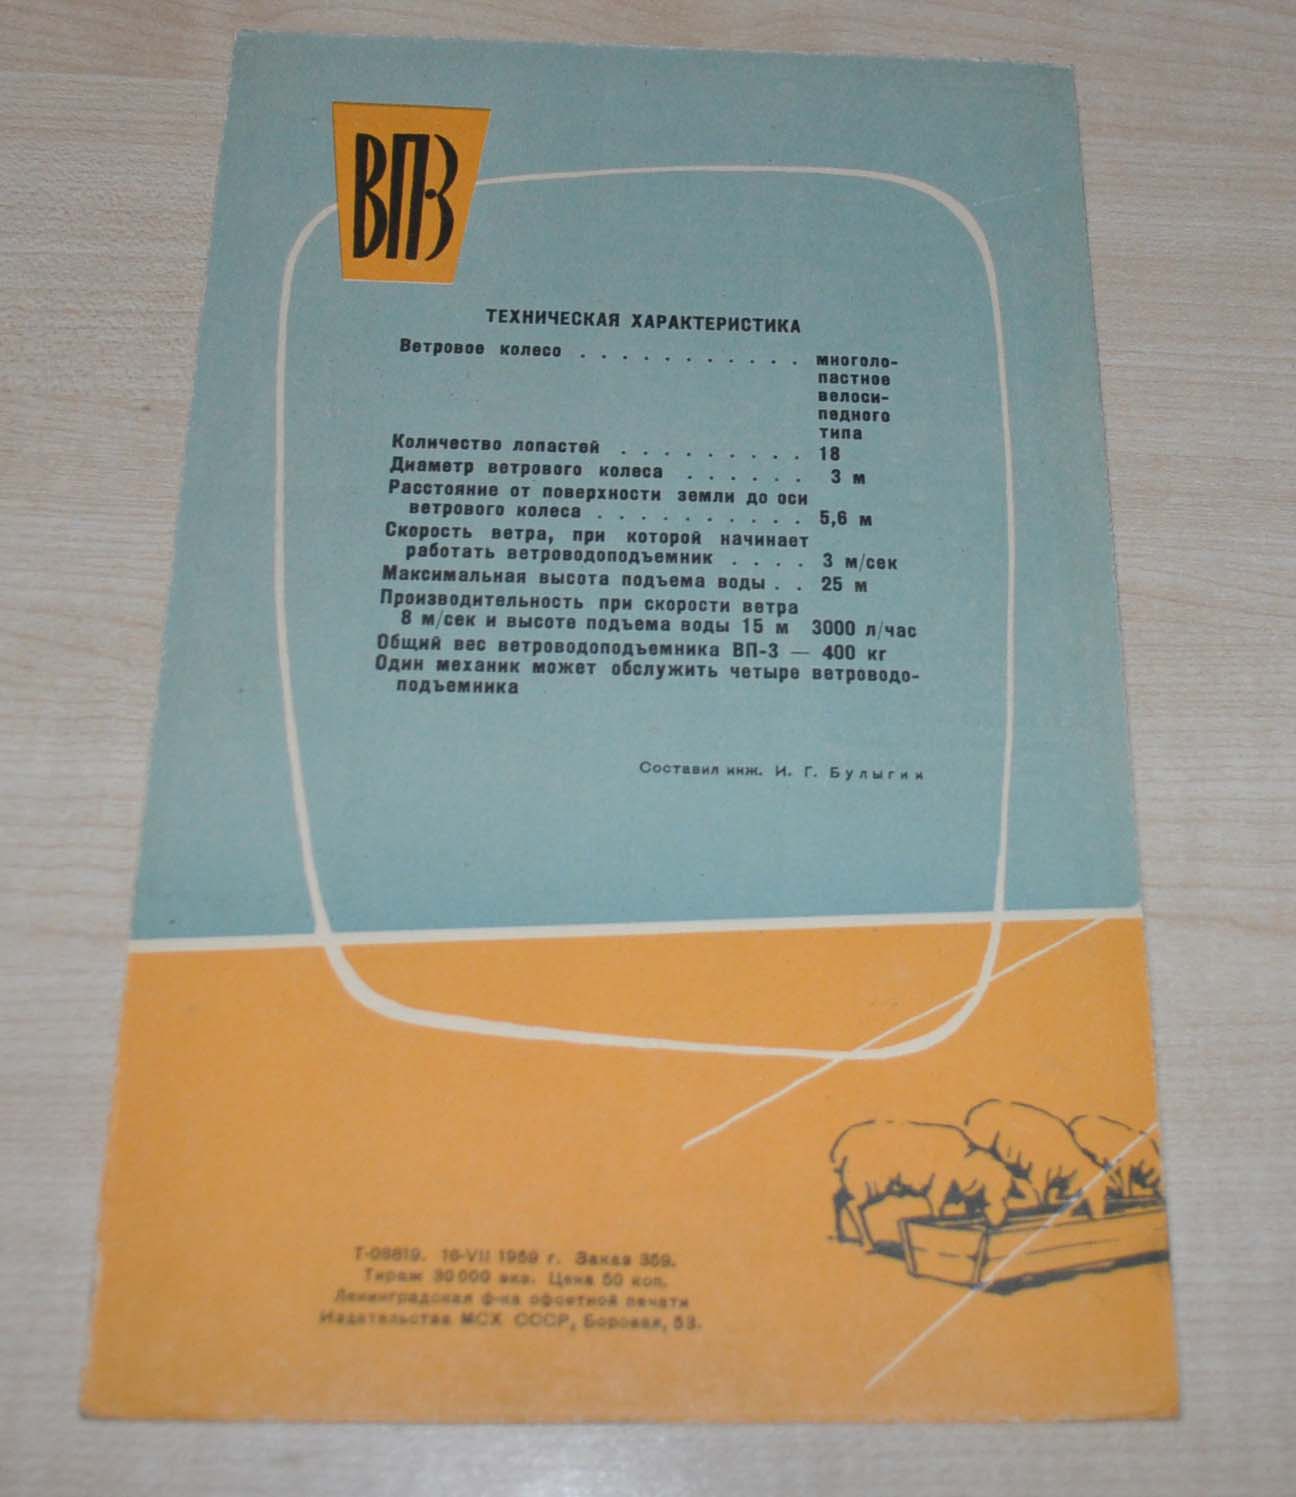 ВП-3
ТЕХНИЧЕСКАЯ ХАРАКТЕРИСТИКА
Ветровое колесо . . . . . . . . . . . многоло-
пастное
велоси-
педного
типа
Количество лопастей . . . . . . . . . 18
Диаметр ветрового колеса . . . . . . 3 м
Расстояние от поверхности земли до оси
ветрового колеса . . . . . . . . . . 5,6 м
Скорость ветра, при которой начинает
работать ветроводоподъемник . . . . 3 м/сек
Максимальная высота подъема воды . . 25 м
Производительность при скорости ветра
8 м/сек и высоте подъема воды 15 м 3000 л/час
Общий вес ветроводоподъемника ВП-3 — 400 кг
Один механик может обслужить четыре ветроводо-
подъемника
Составил инж. И. Г. Булыгин
Т-08819. 16-VII 1959 г. Заказ 359.
Тираж 30 000 экз. Цена 50 коп.
Ленинградская ф-ка офсетной печати
Издательства МСХ СССР, Боровая, 53.